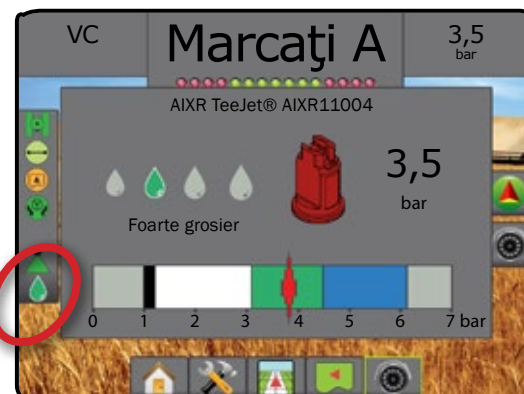 VC
Marcaţi A
3,5
bar
AIXR TeeJet® AIXR11004
3,5
bar
Foarte grosier
0 1 2 3 4 5 6 7 bar